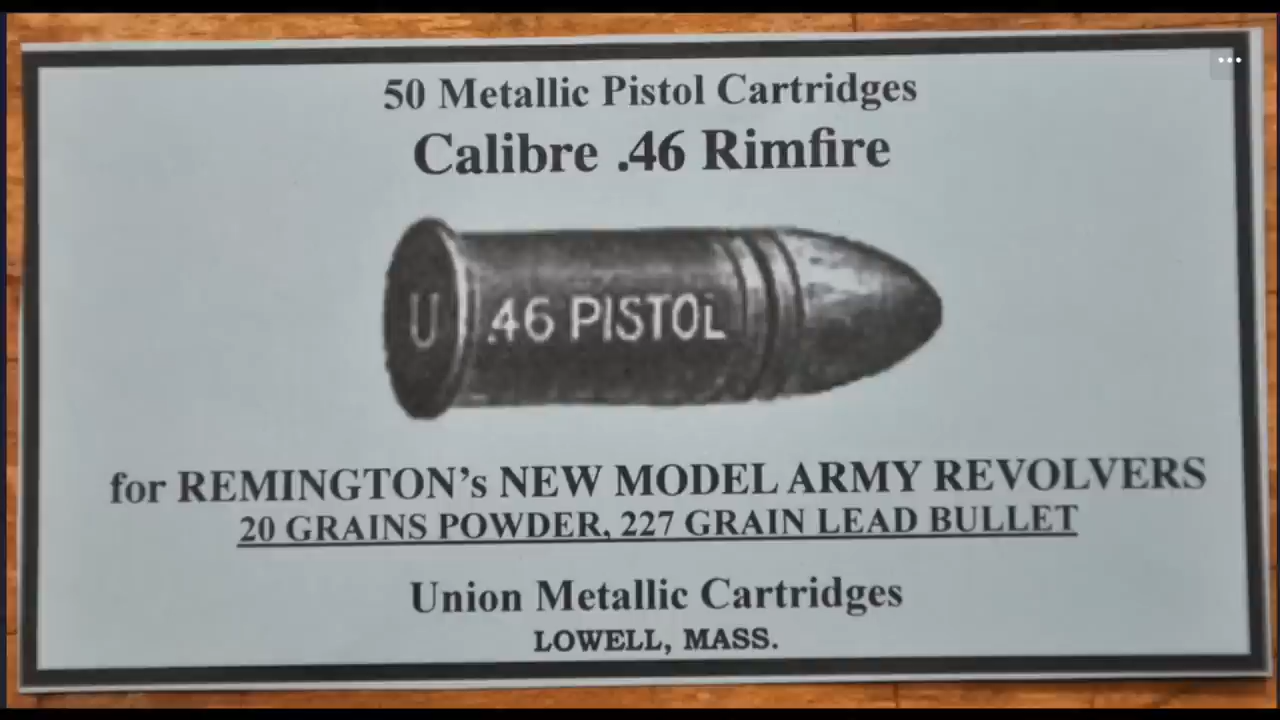 50 Metallic Pistol Cartridges
Calibre .46 Rimfire
U .46 PISTOL
for REMINGTON's NEW MODEL ARMY REVOLVERS
20 GRAINS POWDER, 227 GRAIN LEAD BULLET
Union Metallic Cartridges
LOWELL, MASS.